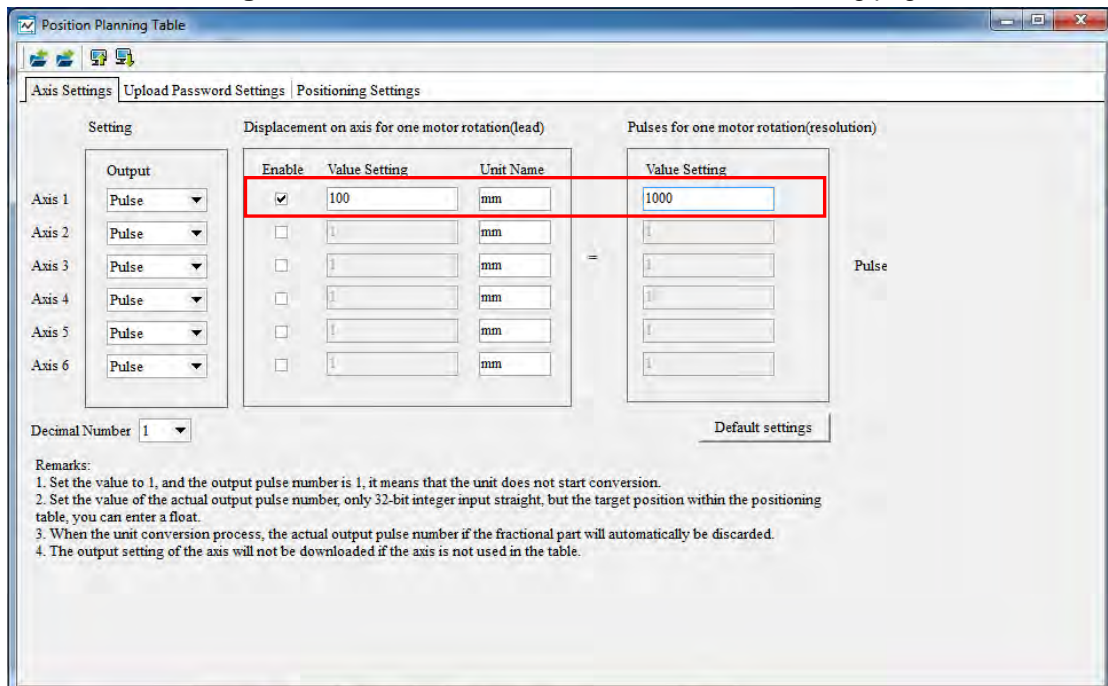 Position Planning Table
Axis Settings Upload Password Settings Positioning Settings
Setting Displacement on axis for one motor rotation(lead) Pulses for one motor rotation(resolution)
Output Enable Value Setting Unit Name Value Setting
Axis 1 Pulse 100 mm 1000
Axis 2 Pulse 1 mm 1
Axis 3 Pulse 1 mm = 1 Pulse
Axis 4 Pulse 1 mm 1
Axis 5 Pulse 1 mm 1
Axis 6 Pulse 1 mm 1
Decimal Number 1 Default settings
Remarks:
1. Set the value to 1, and the output pulse number is 1, it means that the unit does not start conversion.
2. Set the value of the actual output pulse number, only 32-bit integer input straight, but the target position within the positioning
table, you can enter a float.
3. When the unit conversion process, the actual output pulse number if the fractional part will automatically be discarded.
4. The output setting of the axis will not be downloaded if the axis is not used in the table.